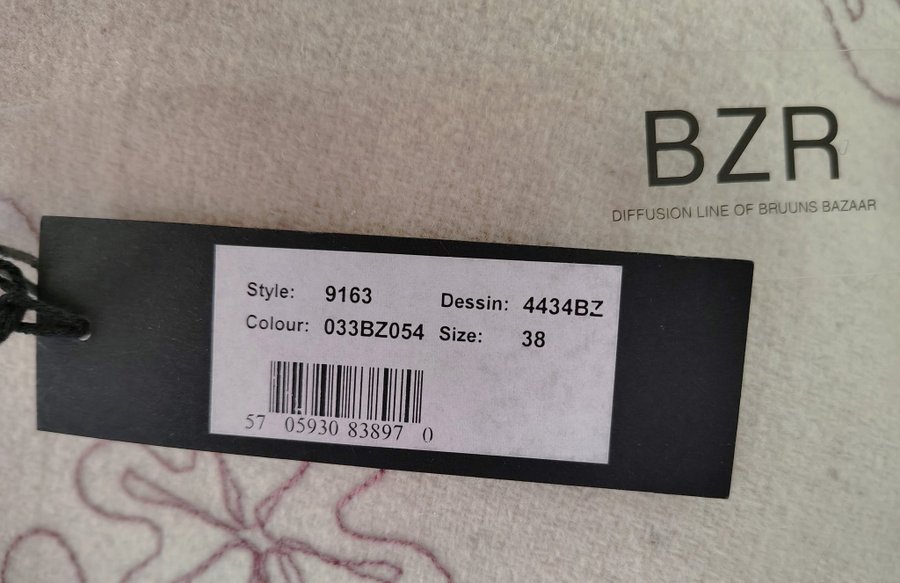 BZR
DIFFUSION LINE OF BRUUNS BAZAAR
Style: 9163 Dessin: 4434BZ
Colour: 033BZ054 Size: 38
57 05930 83897 0